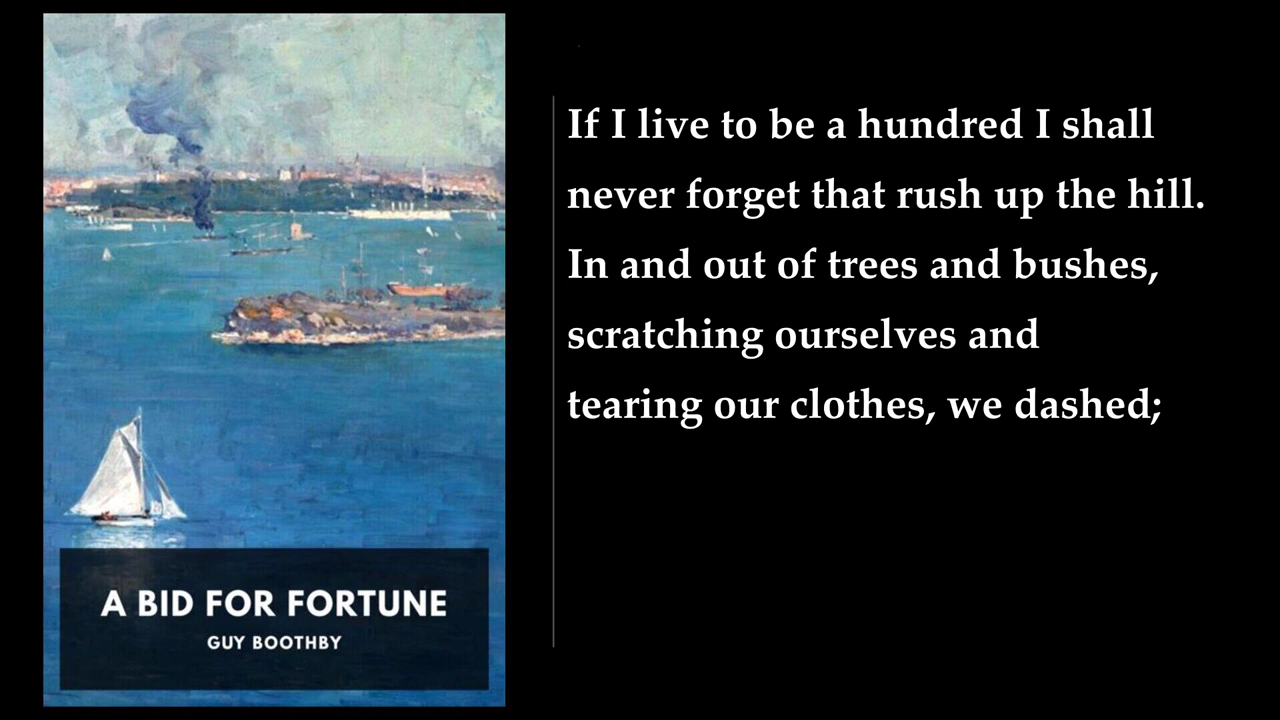 If I live to be a hundred I shall
never forget that rush up the hill.
In and out of trees and bushes,
scratching ourselves and
tearing our clothes, we dashed;
A BID FOR FORTUNE
GUY BOOTHBY